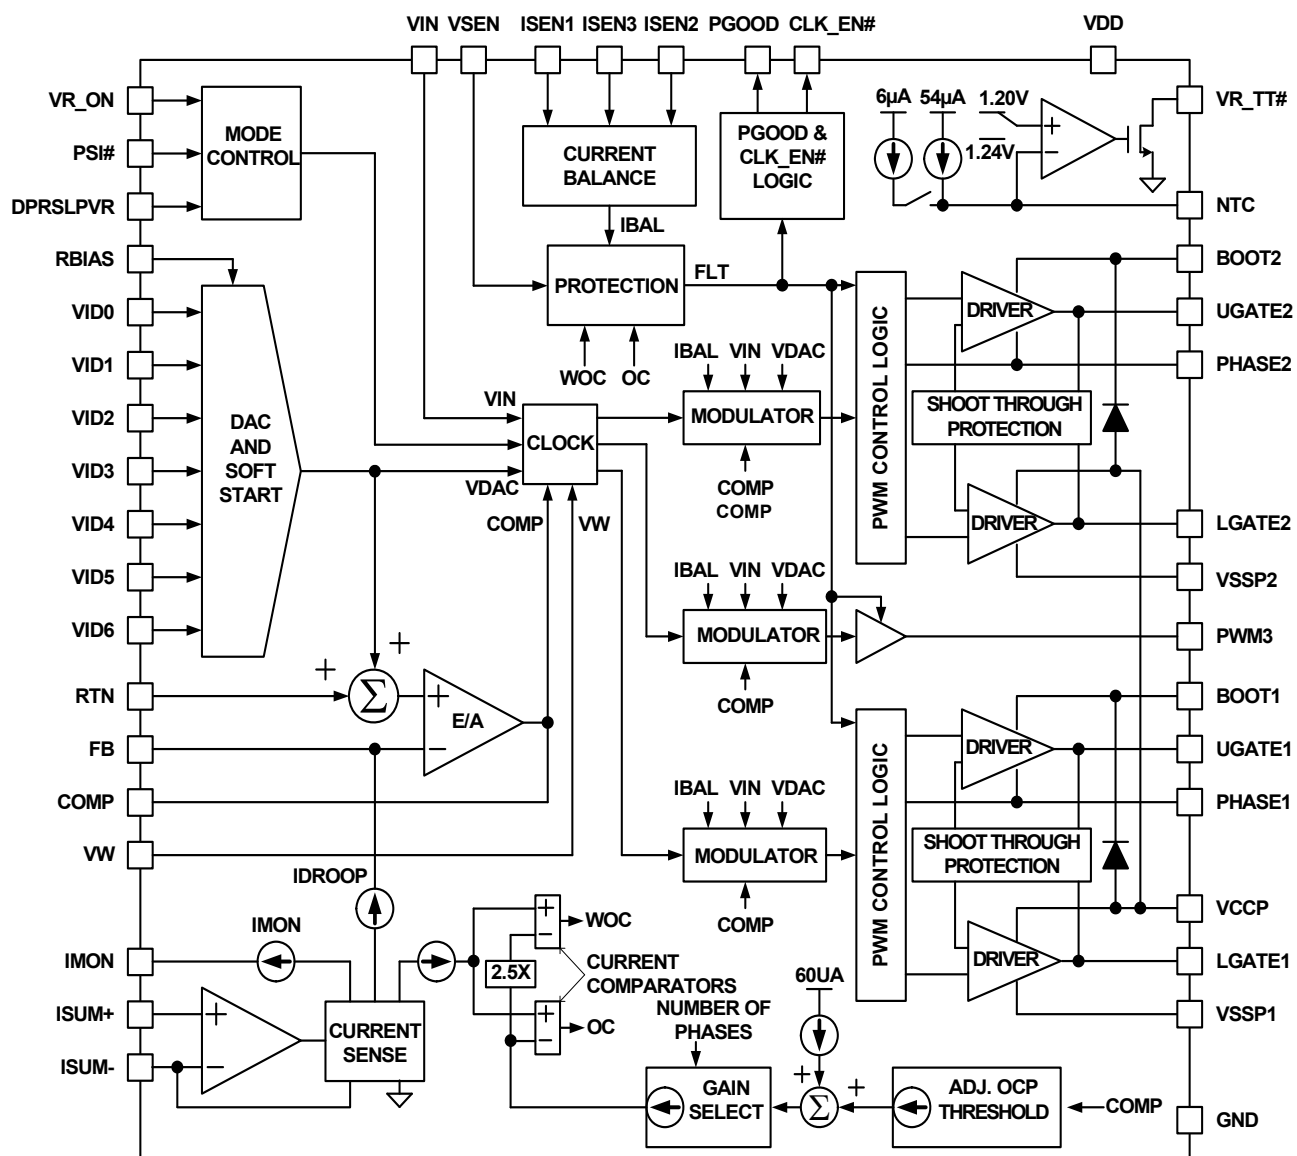 VIN VSEN ISEN1 ISEN3 ISEN2 PGOOD CLK_EN# VDD
VR_ON
PSI#
DPRSLPVR
RBIAS
VID0
VID1
VID2
VID3
VID4
VID5
VID6
RTN
FB
COMP
VW
IMON
ISUM+
ISUM-
MODE
CONTROL
CURRENT
BALANCE
PGOOD &
CLK_EN#
LOGIC
6µA 54µA 1.20V
1.24V
+
−
VR_TT#
NTC
BOOT2
UGATE2
PHASE2
LGATE2
VSSP2
PWM3
BOOT1
UGATE1
PHASE1
VCCP
LGATE1
VSSP1
GND
IBAL
PROTECTION
FLT
WOC OC
DAC
AND
SOFT
START
VIN
CLOCK
VDAC
COMP
VW
IBAL VIN VDAC
MODULATOR
COMP
COMP
IBAL VIN VDAC
MODULATOR
COMP
IBAL VIN VDAC
MODULATOR
COMP
PWM CONTROL LOGIC
DRIVER
SHOOT THROUGH
PROTECTION
DRIVER
PWM CONTROL LOGIC
DRIVER
SHOOT THROUGH
PROTECTION
DRIVER
+ +
Σ
+
E/A
−
IDROOP
IMON
+
−
CURRENT
SENSE
+
−
WOC
2.5X
CURRENT
COMPARATORS
+
−
OC
NUMBER OF
PHASES
60UA
GAIN
SELECT
+ +
Σ
ADJ. OCP
THRESHOLD
COMP